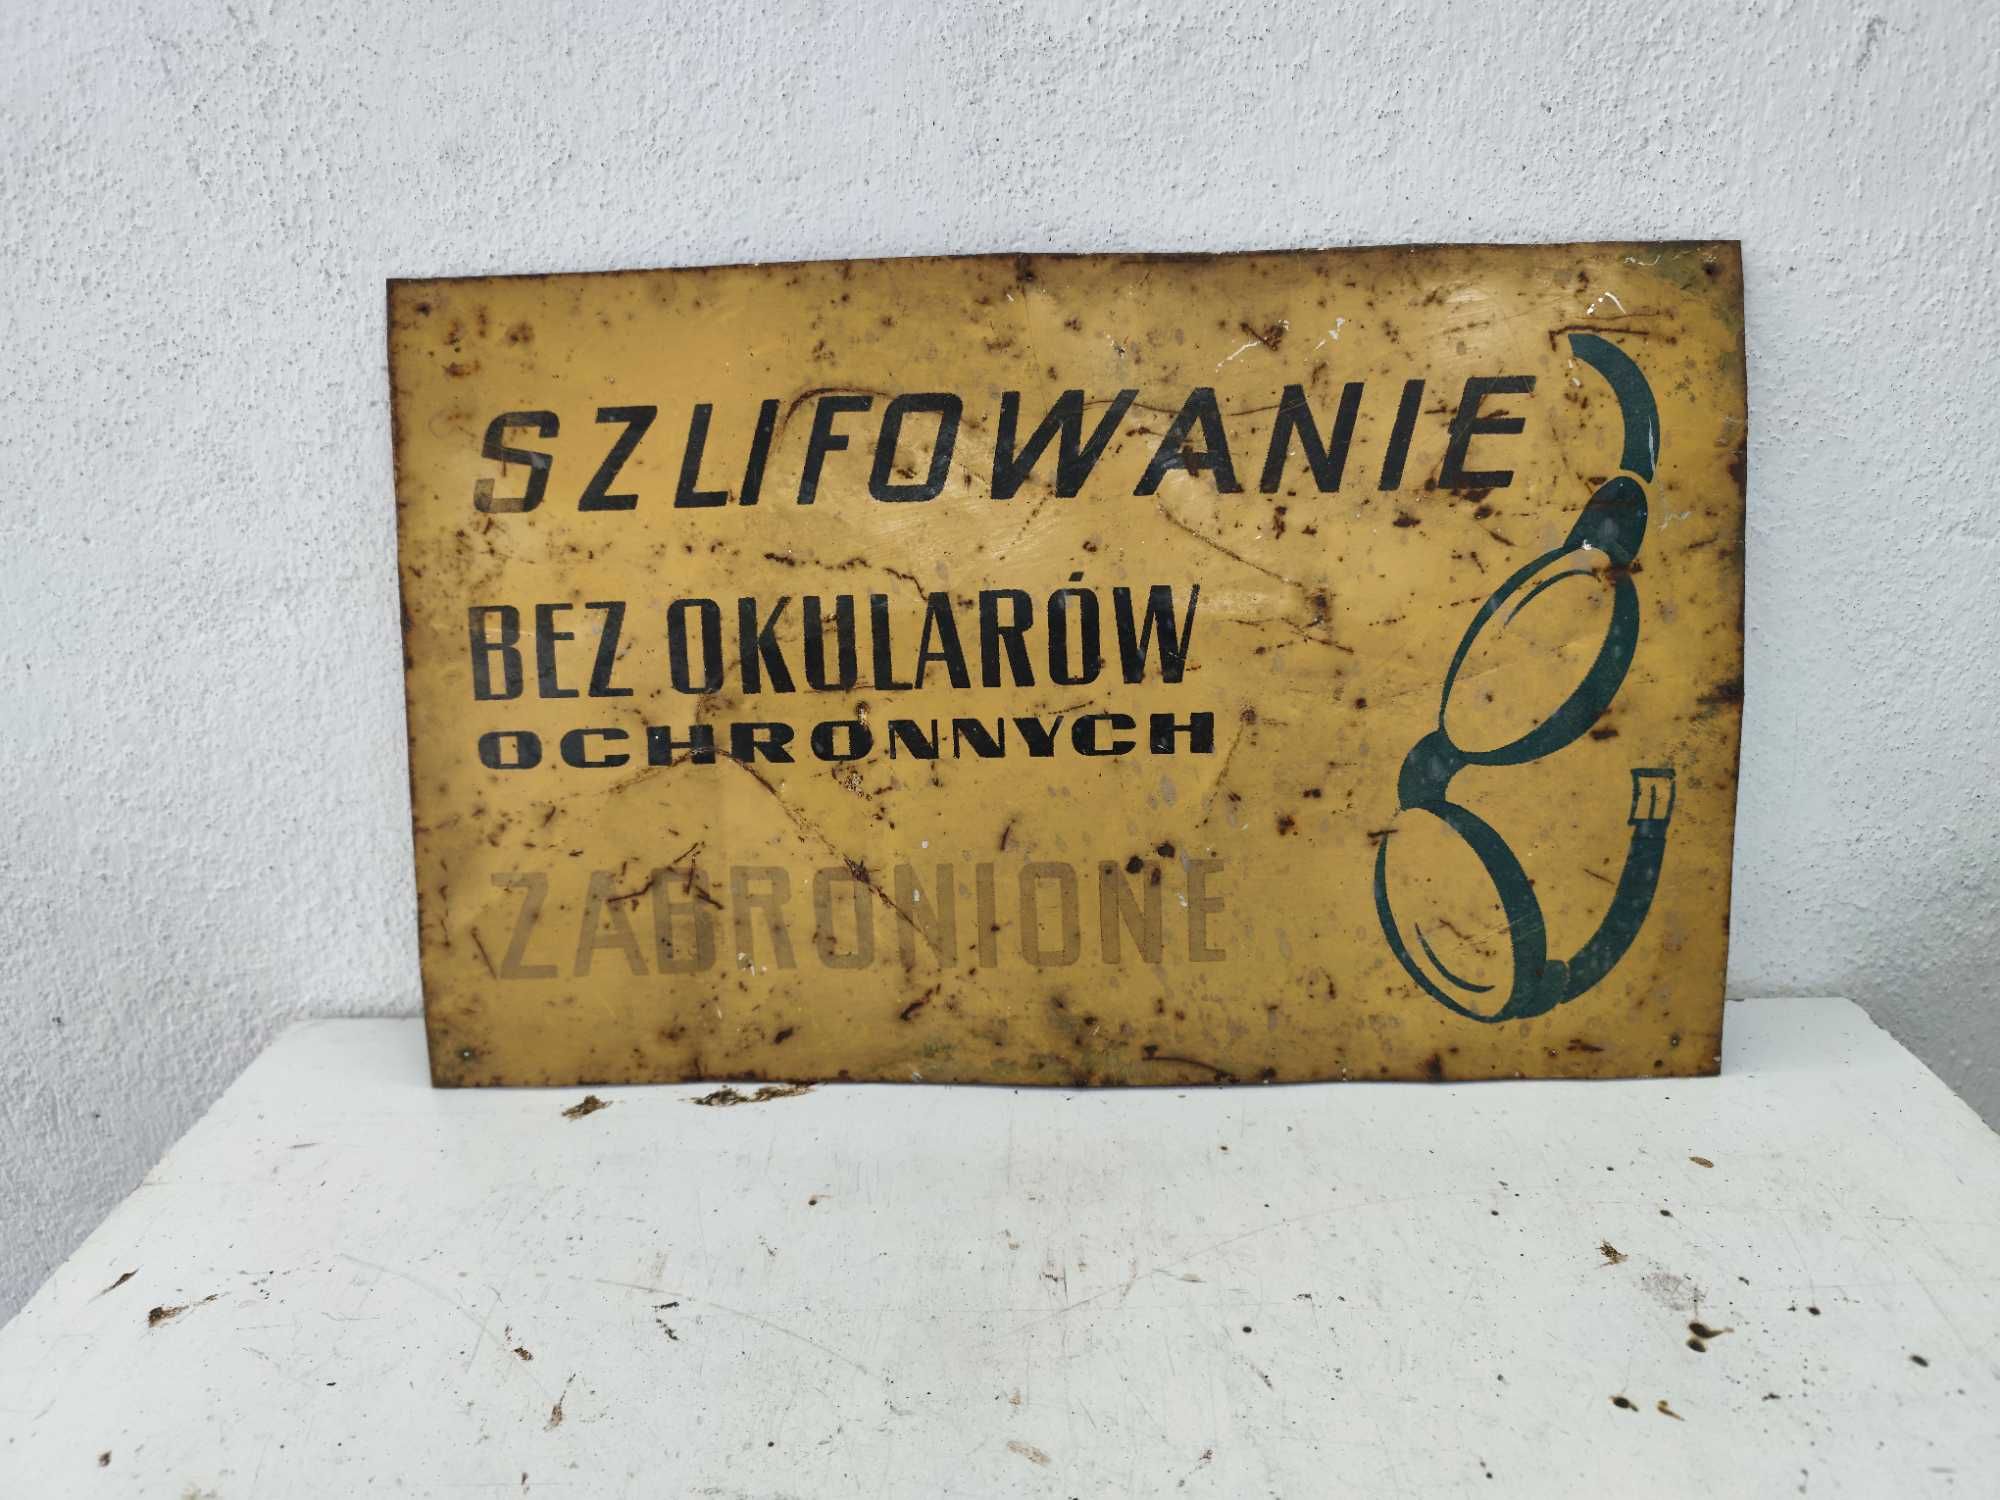 SZLIFOWANIE
BEZ OKULARÓW
OCHRONNYCH
ZABRONIONE